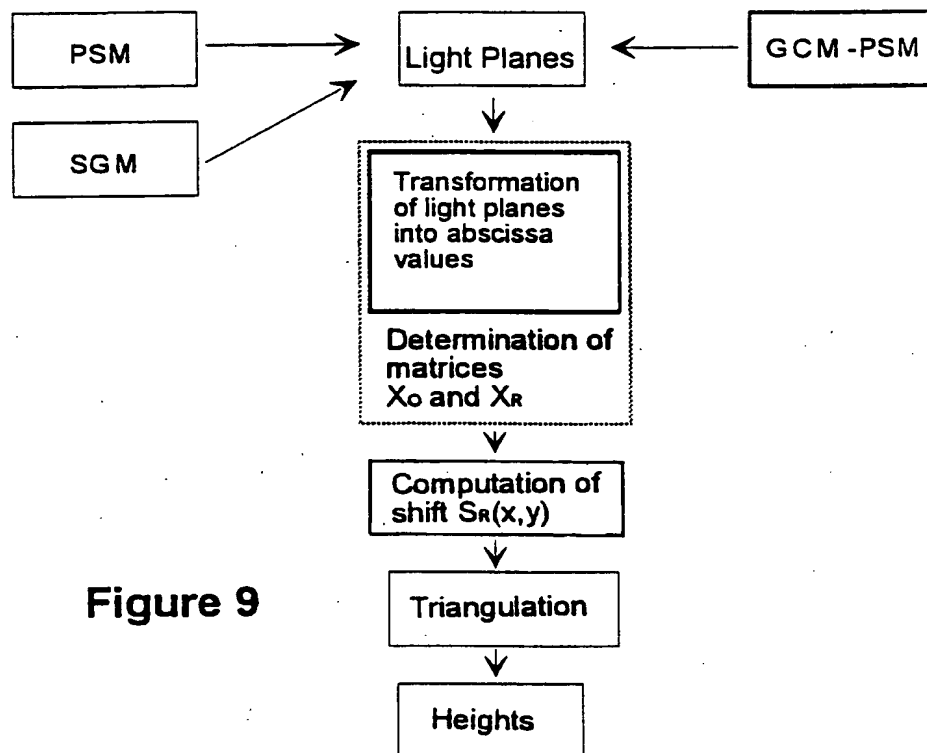 PSM
Light Planes
GCM-PSM
SGM
Transformation
of light planes
into abscissa
values
Determination of
matrices
XO and XR
Computation of
shift SR(x,y)
Triangulation
Heights
Figure 9